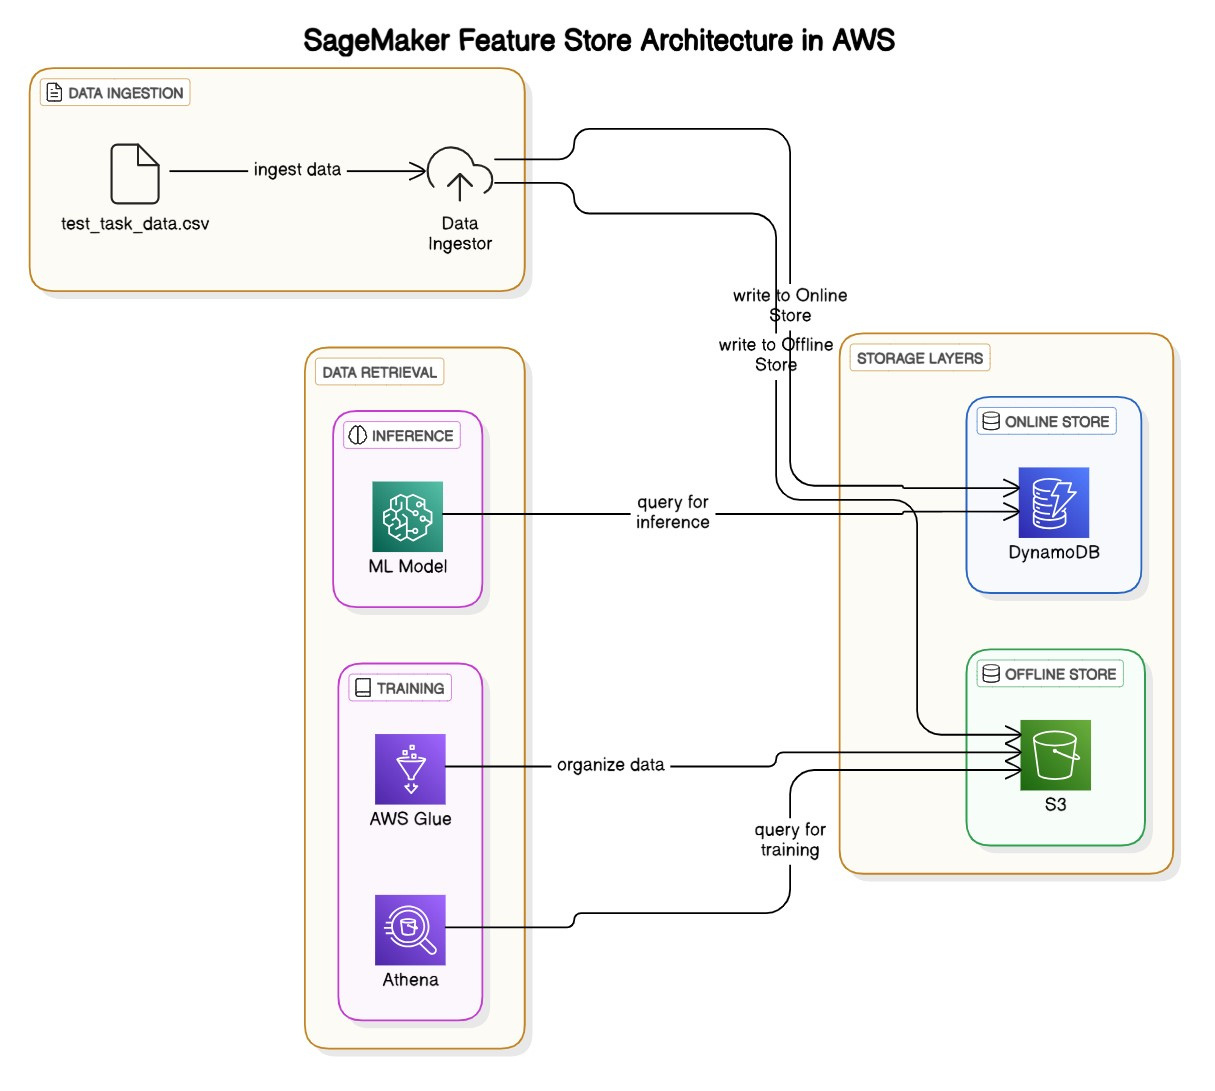 SageMaker Feature Store Architecture in AWS
DATA INGESTION
ingest data
test_task_data.csv
Data
Ingestor
write to Online
Store
write to Offline
Store
DATA RETRIEVAL
INFERENCE
ML Model
query for
inference
TRAINING
AWS Glue
organize data
Athena
query for
training
STORAGE LAYERS
ONLINE STORE
DynamoDB
OFFLINE STORE
S3